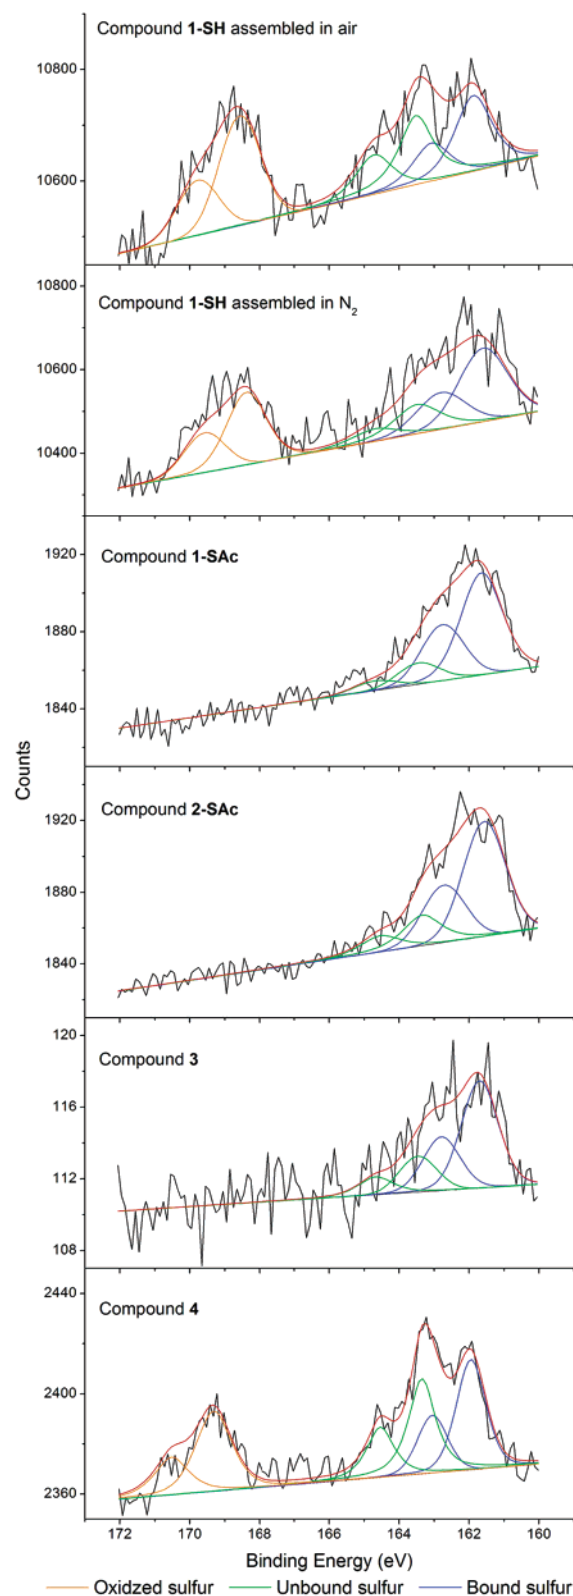 Compound 1-SH assembled in air
10800
10600
Compound 1-SH assembled in N₂
10800
10600
10400
Compound 1-SAc
1920
1880
1840
Counts
Compound 2-SAc
1920
1880
1840
Compound 3
120
116
112
108
Compound 4
2440
2400
2360
172 170 168 166 164 162 160
Binding Energy (eV)
Oxidzed sulfur Unbound sulfur Bound sulfur